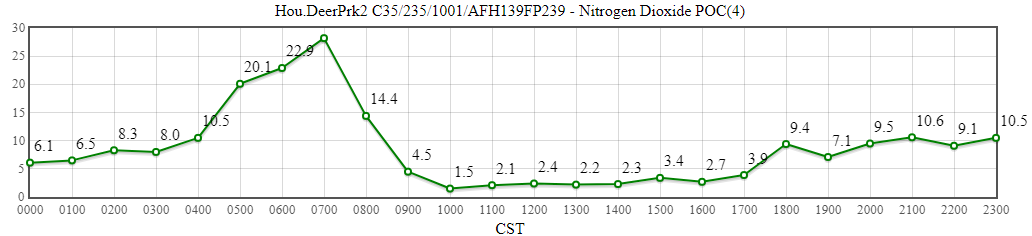 Hou.DeerPrk2 C35/235/1001/AFH139FP239 - Nitrogen Dioxide POC(4)
30
25
20
15
10
5
0
6.1 6.5 8.3 8.0 10.5 20.1 22.9 14.4 4.5 1.5 2.1 2.4 2.2 2.3 3.4 2.7 3.9 9.4 7.1 9.5 10.6 9.1 10.5
0000 0100 0200 0300 0400 0500 0600 0700 0800 0900 1000 1100 1200 1300 1400 1500 1600 1700 1800 1900 2000 2100 2200 2300
CST